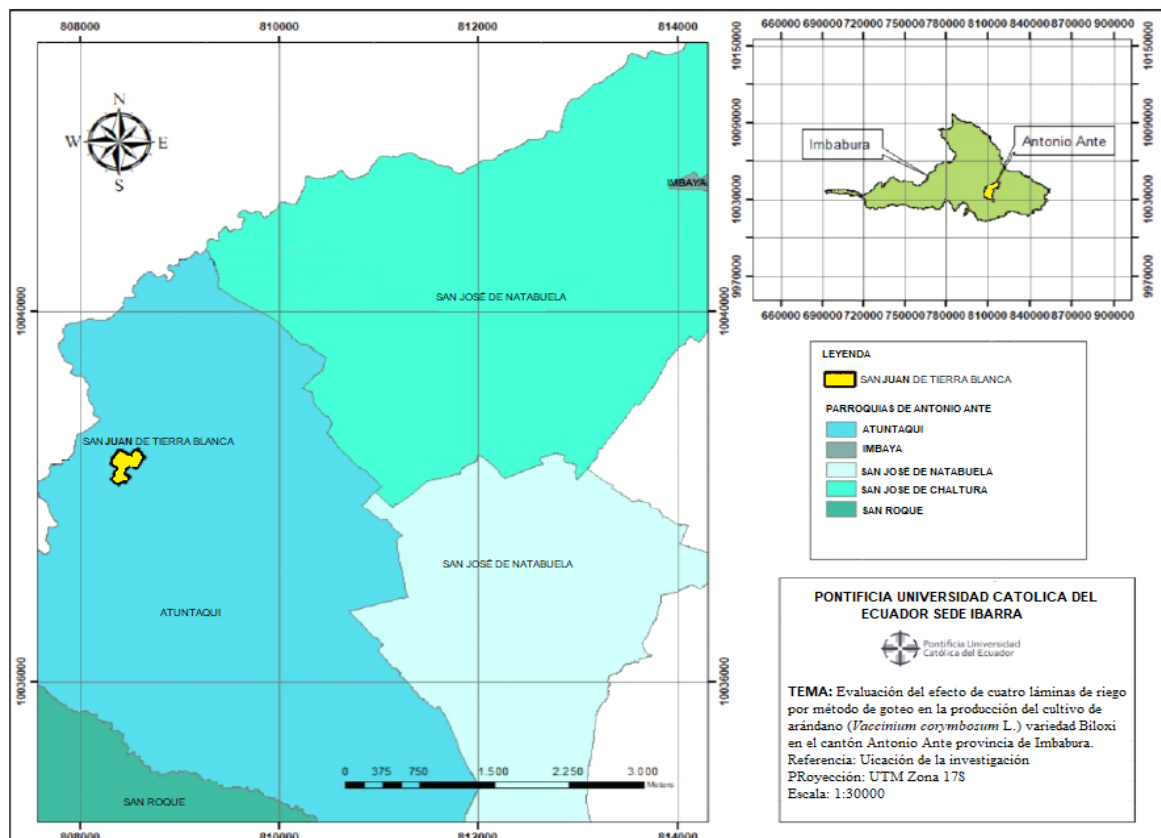 808000 810000 812000 814000
N
W E
S
IMBAYA
SAN JOSÉ DE NATABUELA
10040000 10040000
SAN JUAN DE TIERRA BLANCA
SAN JOSÉ DE NATABUELA
ATUNTAQUI
10036000 10036000
SAN ROQUE
0 375 750 1.500 2.250 3.000
Meters
808000 810000 812000 814000
660000 690000 720000 750000 780000 810000 840000 870000 900000
10150000 10150000
10090000 10090000
Imbabura
Antonio Ante
10030000 10030000
9970000 9970000
660000 690000 720000 750000 780000 810000 840000 870000 900000
LEYENDA
SAN JUAN DE TIERRA BLANCA
PARROQUIAS DE ANTONIO ANTE
ATUNTAQUI
IMBAYA
SAN JOSÉ DE NATABUELA
SAN JOSE DE CHALTURA
SAN ROQUE
PONTIFICIA UNIVERSIDAD CATOLICA DEL
ECUADOR SEDE IBARRA
Pontificia Universidad
Católica del Ecuador
TEMA: Evaluación del efecto de cuatro láminas de riego
por método de goteo en la producción del cultivo de
arándano (Vaccinium corymbosum L.) variedad Biloxi
en el cantón Antonio Ante provincia de Imbabura.
Referencia: Uicación de la investigación
PRoyección: UTM Zona 17S
Escala: 1:30000